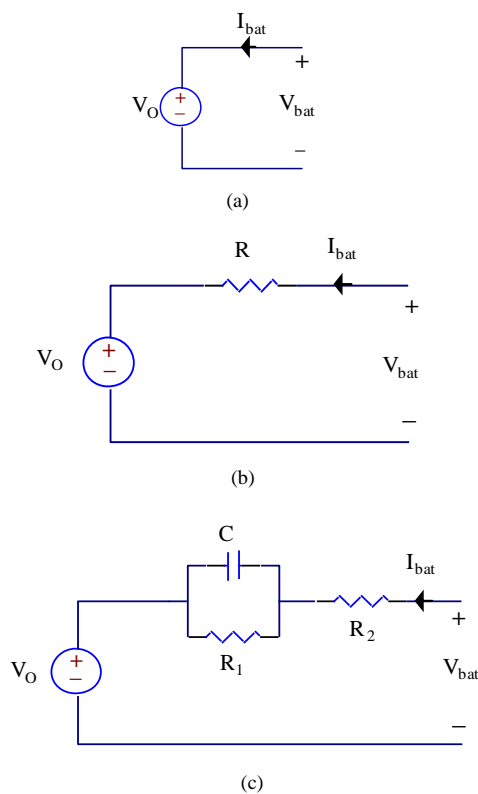 I_bat
+
V_O
+
−
V_bat
−
(a)
R
I_bat
+
V_O
+
−
V_bat
−
(b)
C
I_bat
+
R_2
R_1
V_O
+
−
V_bat
−
(c)